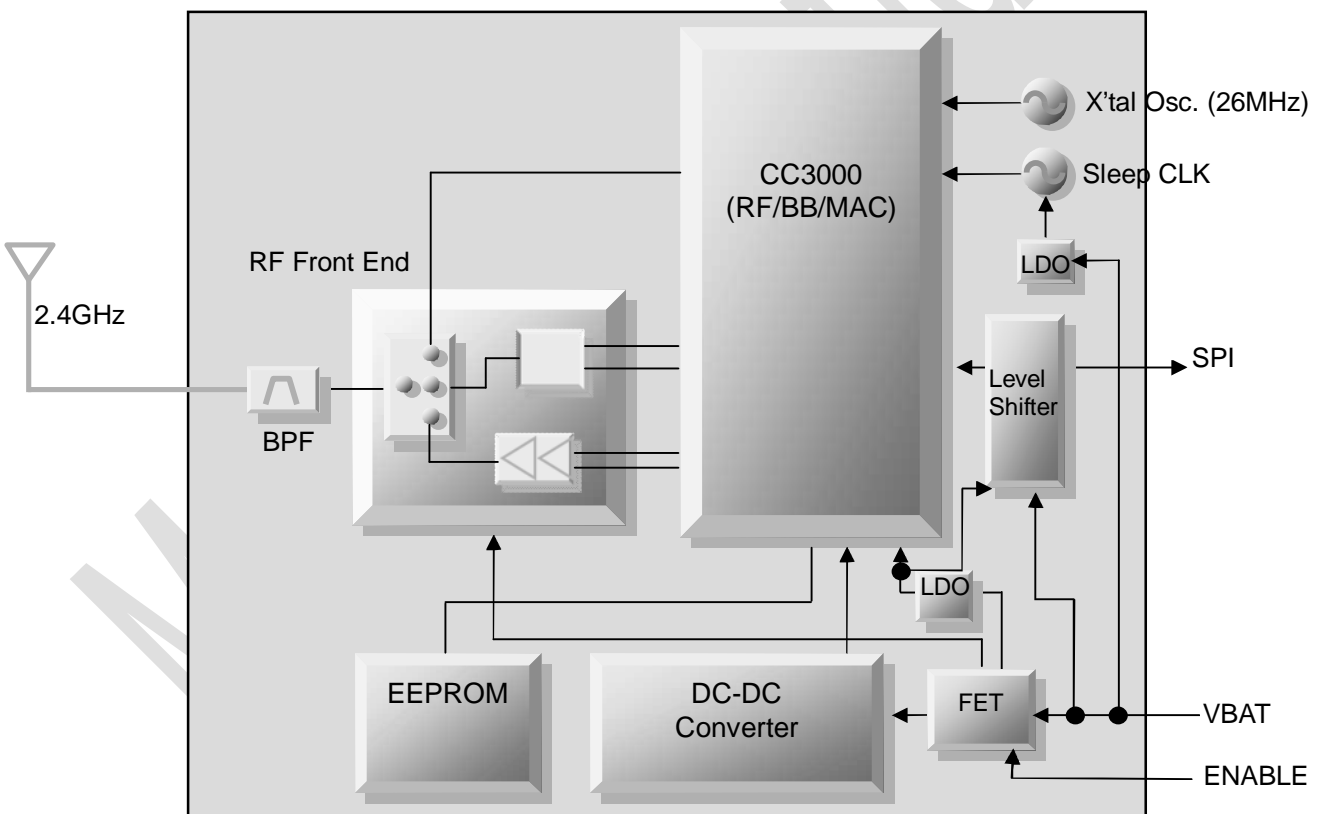 X'tal Osc. (26MHz)
CC3000
(RF/BB/MAC)
Sleep CLK
RF Front End
LDO
2.4GHz
SPI
Level
Shifter
BPF
LDO
EEPROM
DC-DC
Converter
FET
VBAT
ENABLE